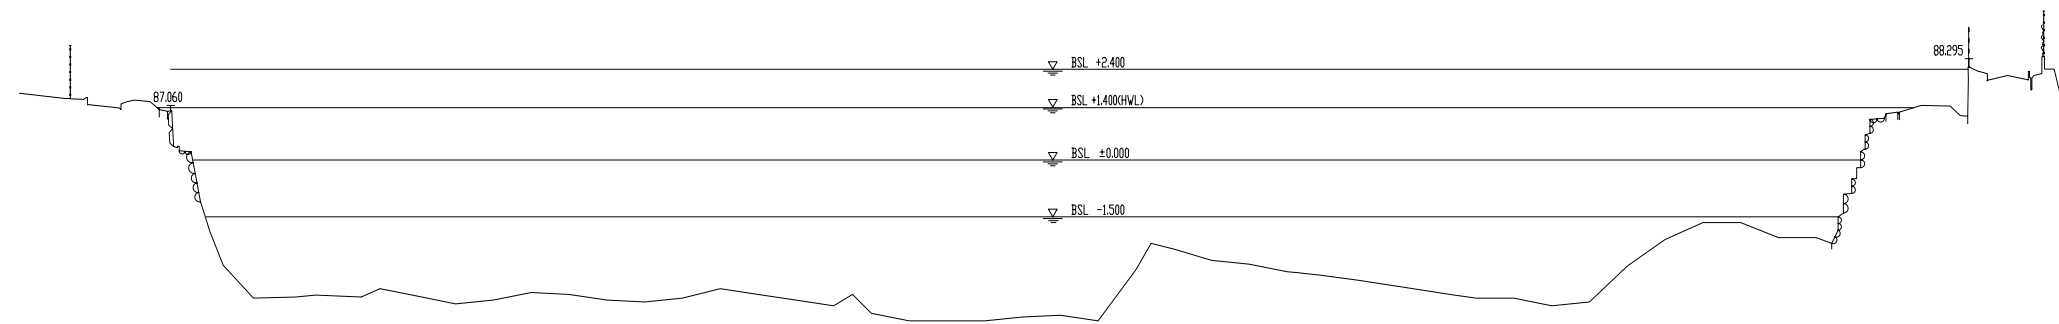 88.295
BSL +2.400
87.060
BSL +1.400(HWL)
BSL ±0.000
BSL -1.500